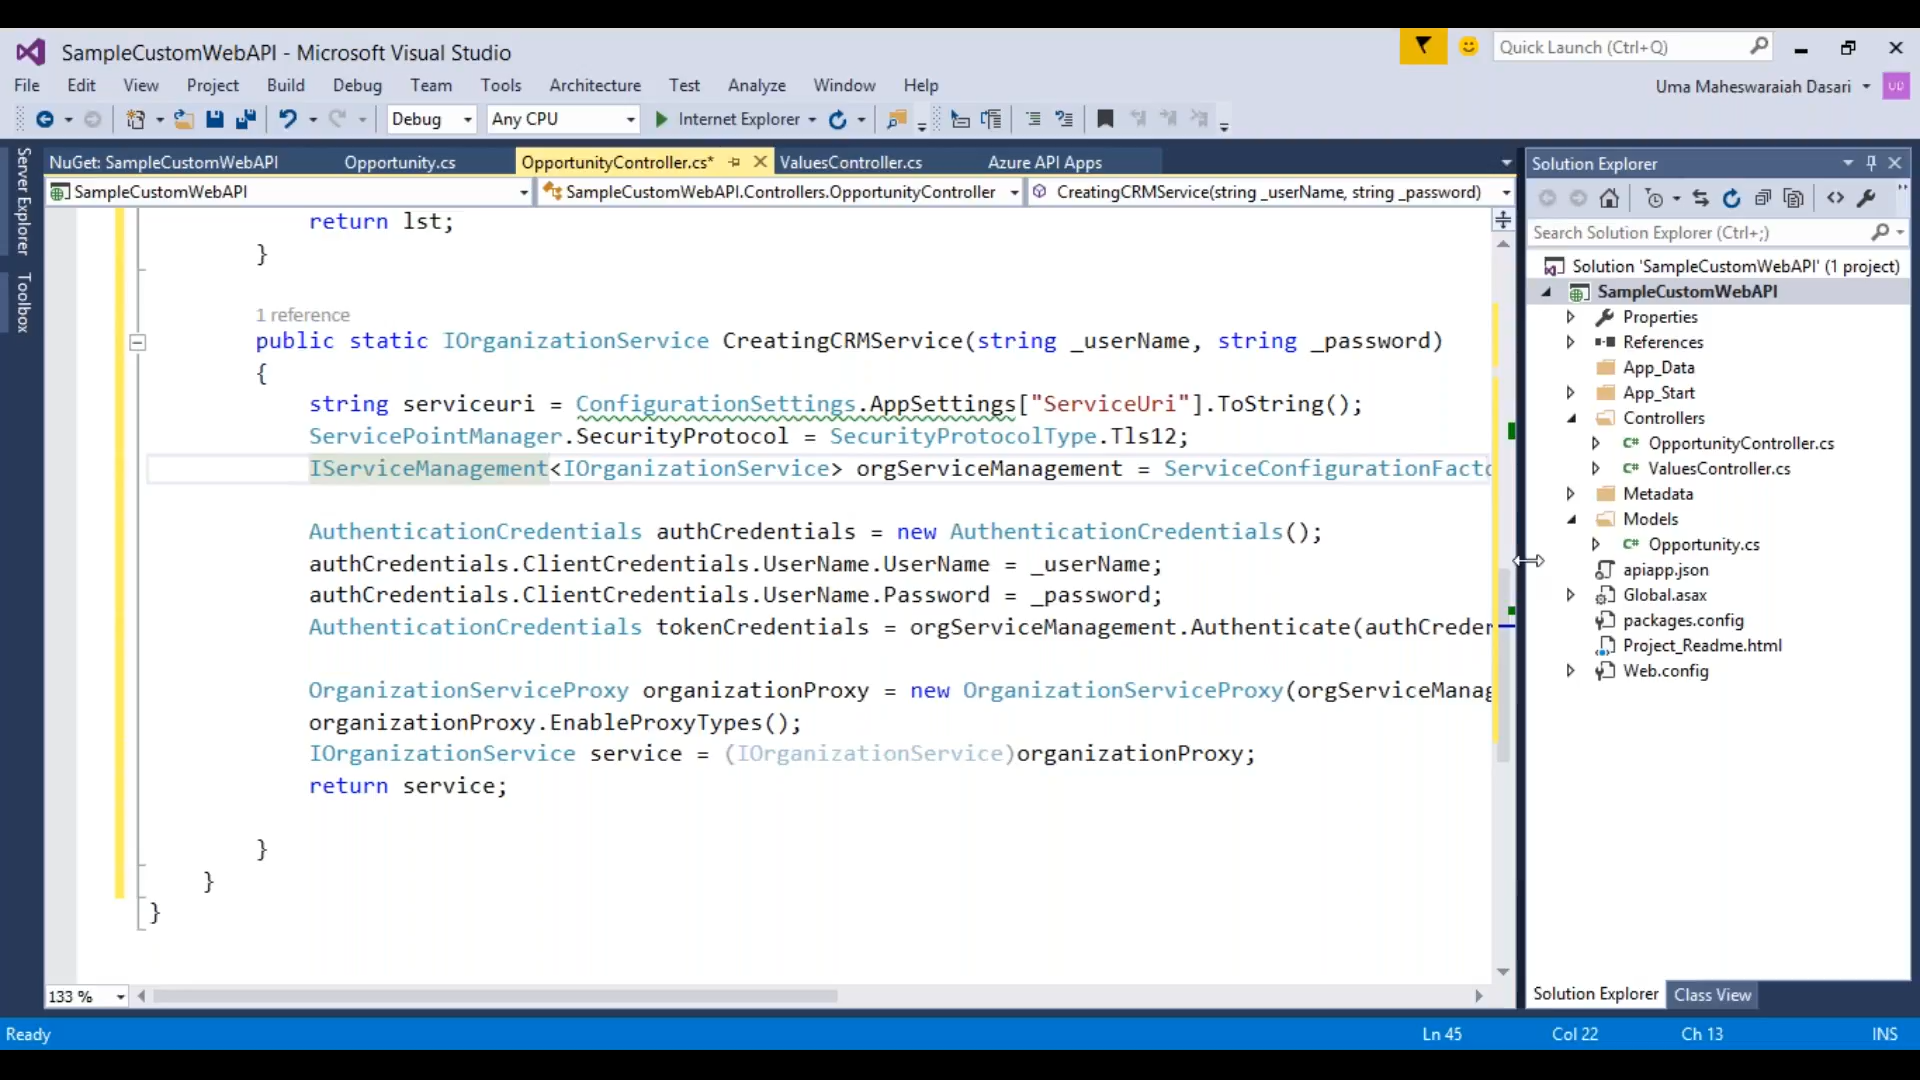 SampleCustomWebAPI - Microsoft Visual Studio
Quick Launch (Ctrl+Q)
File Edit View Project Build Debug Team Tools Architecture Test Analyze Window Help
Uma Maheswaraiah Dasari
UD
Debug
Any CPU
Internet Explorer
Server Explorer
Toolbox
NuGet: SampleCustomWebAPI
Opportunity.cs
OpportunityController.cs*
ValuesController.cs
Azure API Apps
SampleCustomWebAPI
SampleCustomWebAPI.Controllers.OpportunityController
CreatingCRMService(string _userName, string _password)
return lst;
}
1 reference
public static IOrganizationService CreatingCRMService(string _userName, string _password)
{
string serviceuri = ConfigurationSettings.AppSettings["ServiceUri"].ToString();
ServicePointManager.SecurityProtocol = SecurityProtocolType.Tls12;
IServiceManagement<IOrganizationService> orgServiceManagement = ServiceConfigurationFacto
AuthenticationCredentials authCredentials = new AuthenticationCredentials();
authCredentials.ClientCredentials.UserName.UserName = _userName;
authCredentials.ClientCredentials.UserName.Password = _password;
AuthenticationCredentials tokenCredentials = orgServiceManagement.Authenticate(authCreden
OrganizationServiceProxy organizationProxy = new OrganizationServiceProxy(orgServiceManag
organizationProxy.EnableProxyTypes();
IOrganizationService service = (IOrganizationService)organizationProxy;
return service;
}
}
}
133 %
Solution Explorer
Search Solution Explorer (Ctrl+;)
Solution 'SampleCustomWebAPI' (1 project)
SampleCustomWebAPI
Properties
References
App_Data
App_Start
Controllers
C# OpportunityController.cs
C# ValuesController.cs
Metadata
Models
C# Opportunity.cs
apiapp.json
Global.asax
packages.config
Project_Readme.html
Web.config
Solution Explorer
Class View
Ready
Ln 45
Col 22
Ch 13
INS